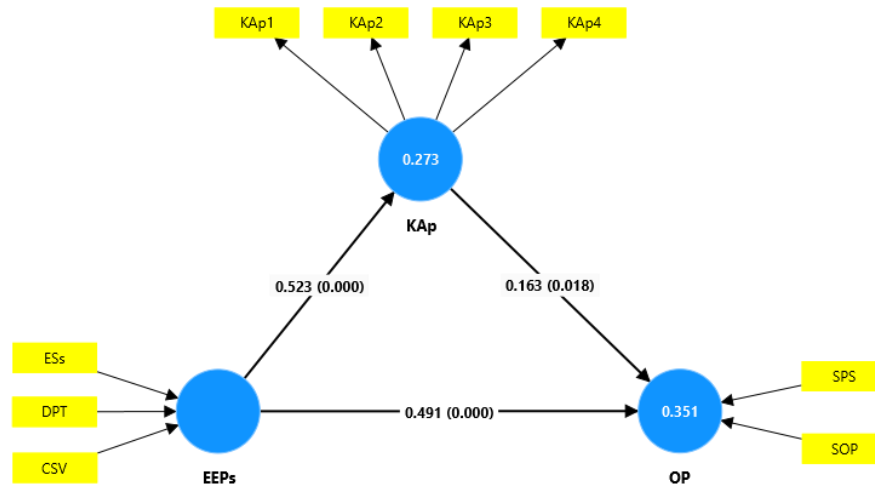 KAp1
KAp2
KAp3
KAp4
0.273
KAp
0.523 (0.000)
0.163 (0.018)
ESs
DPT
CSV
EEPs
0.491 (0.000)
0.351
OP
SPS
SOP